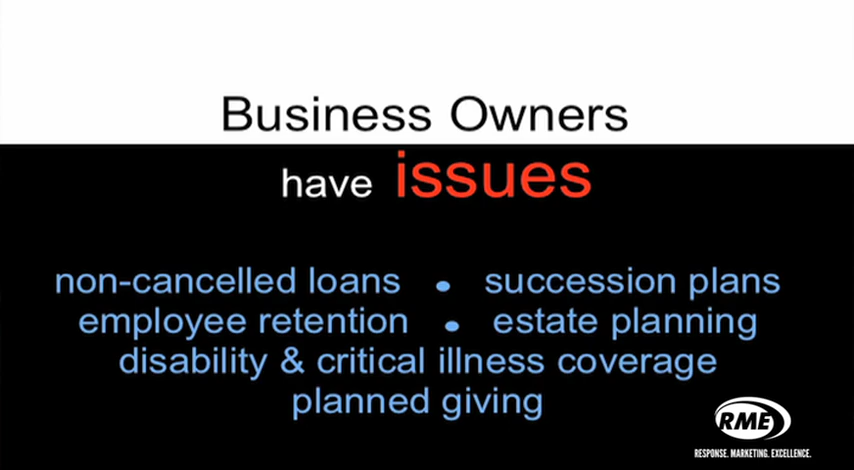 Business Owners
have issues
non-cancelled loans • succession plans
employee retention • estate planning
disability & critical illness coverage
planned giving
RME
RESPONSE. MARKETING. EXCELLENCE.